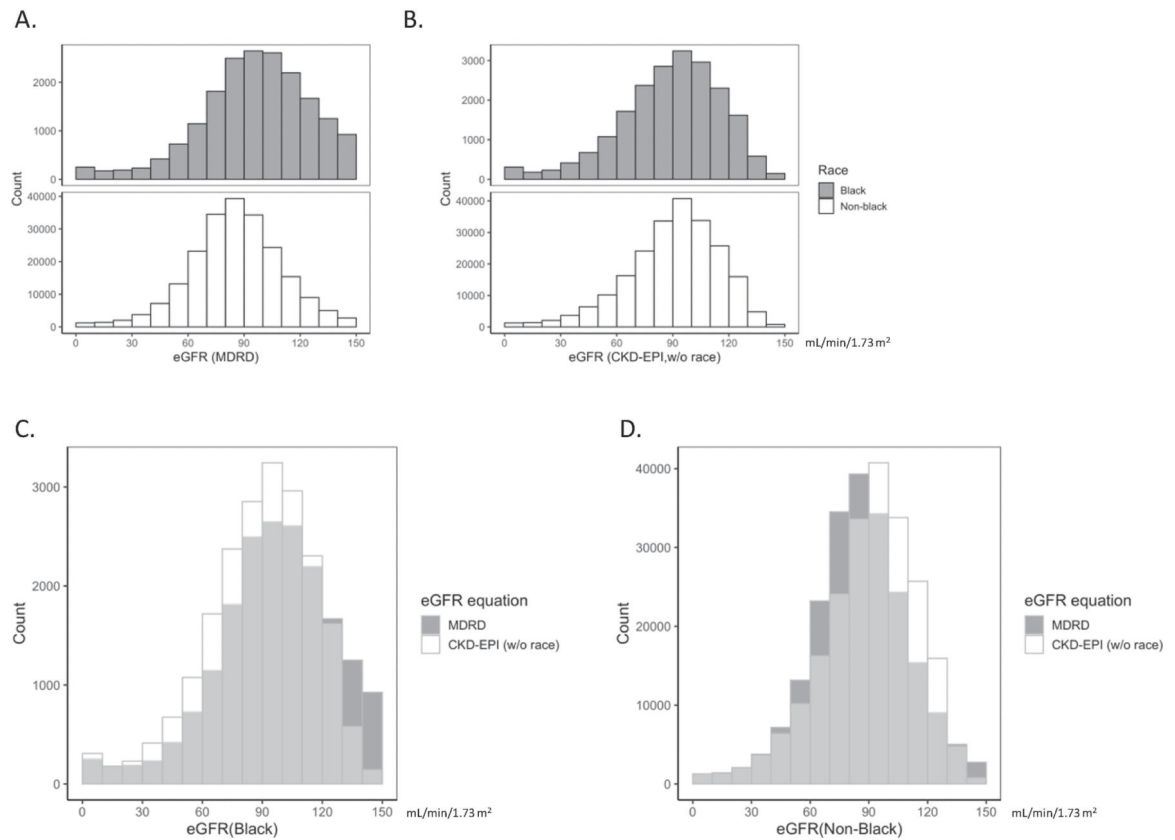 A.
B.
2000
1000
0
40000
30000
20000
10000
0
Count
0 30 60 90 120 150
eGFR (MDRD)
3000
2000
1000
0
40000
30000
20000
10000
0
Count
0 30 60 90 120 150
eGFR (CKD-EPI,w/o race)
mL/min/1.73 m²
Race
Black
Non-black
C.
D.
3000
2000
1000
0
Count
0 30 60 90 120 150
eGFR(Black)
mL/min/1.73 m²
eGFR equation
MDRD
CKD-EPI (w/o race)
40000
30000
20000
10000
0
Count
0 30 60 90 120 150
eGFR(Non-Black)
mL/min/1.73 m²
eGFR equation
MDRD
CKD-EPI (w/o race)